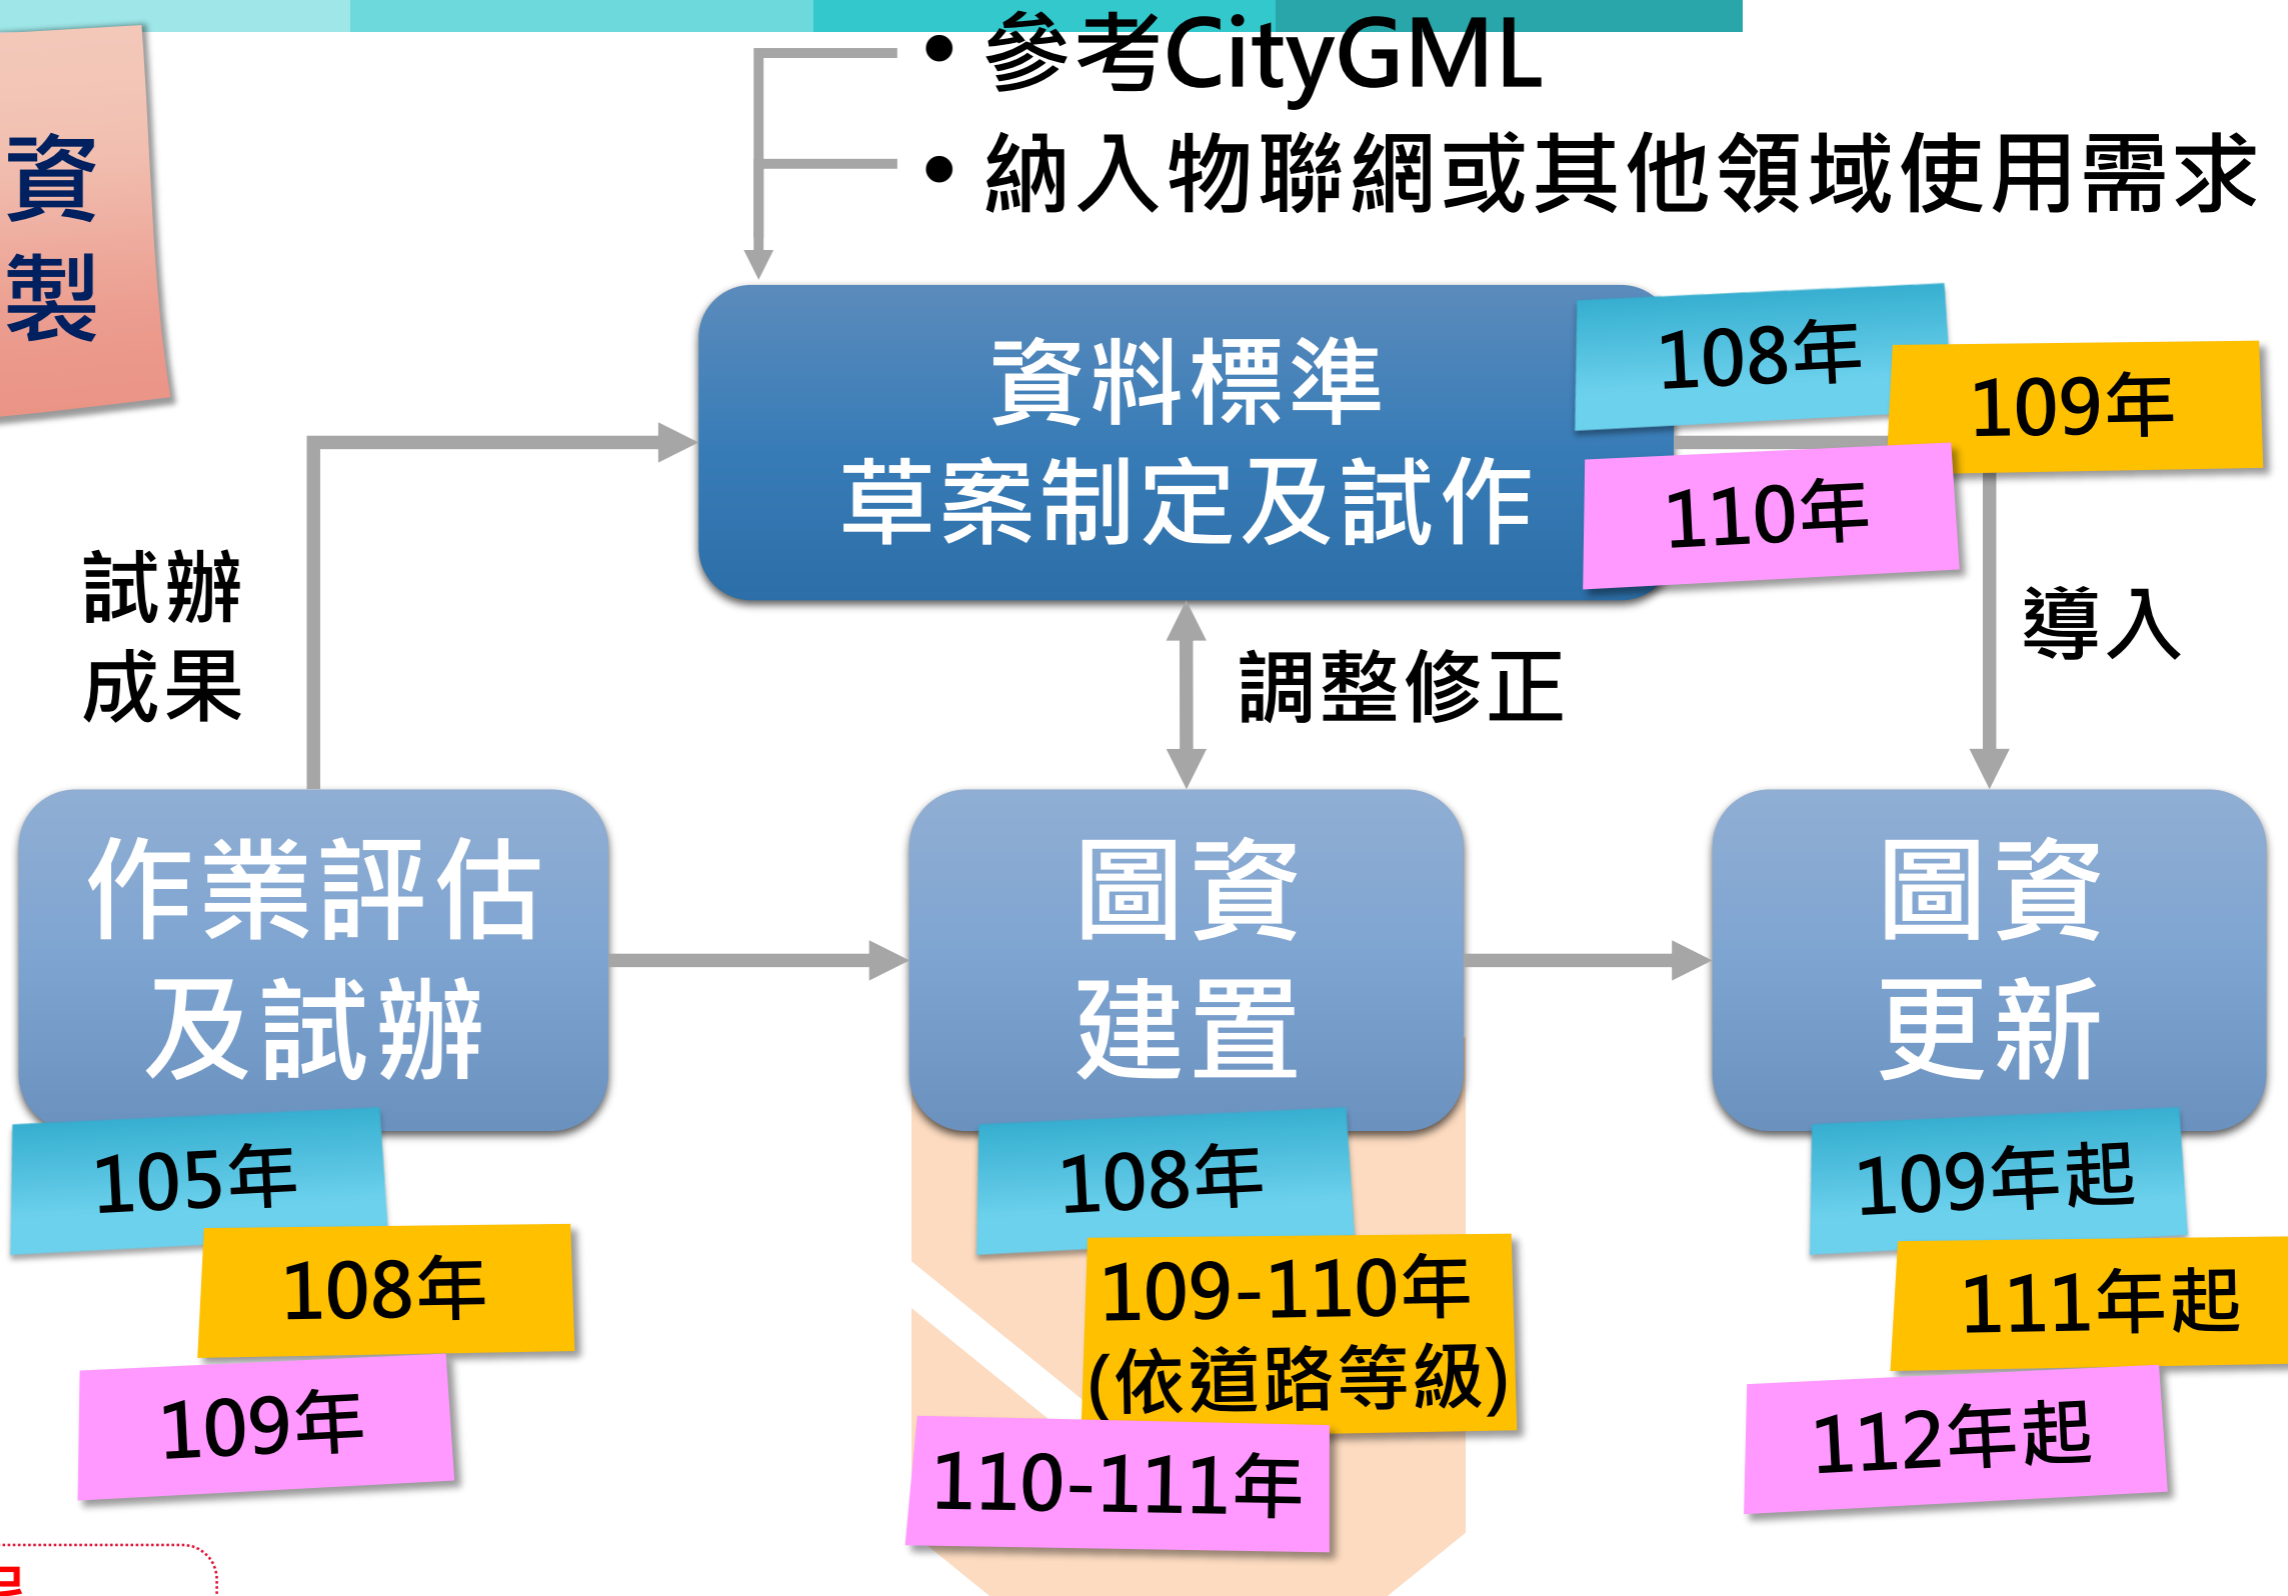 • 參考CityGML
• 納入物聯網或其他領域使用需求
資
製
資料標準
草案制定及試作
108年
109年
110年
試辦
成果
調整修正
導入
作業評估
及試辦
圖資
建置
圖資
更新
105年
108年
109年
108年
109-110年
(依道路等級)
110-111年
109年起
111年起
112年起